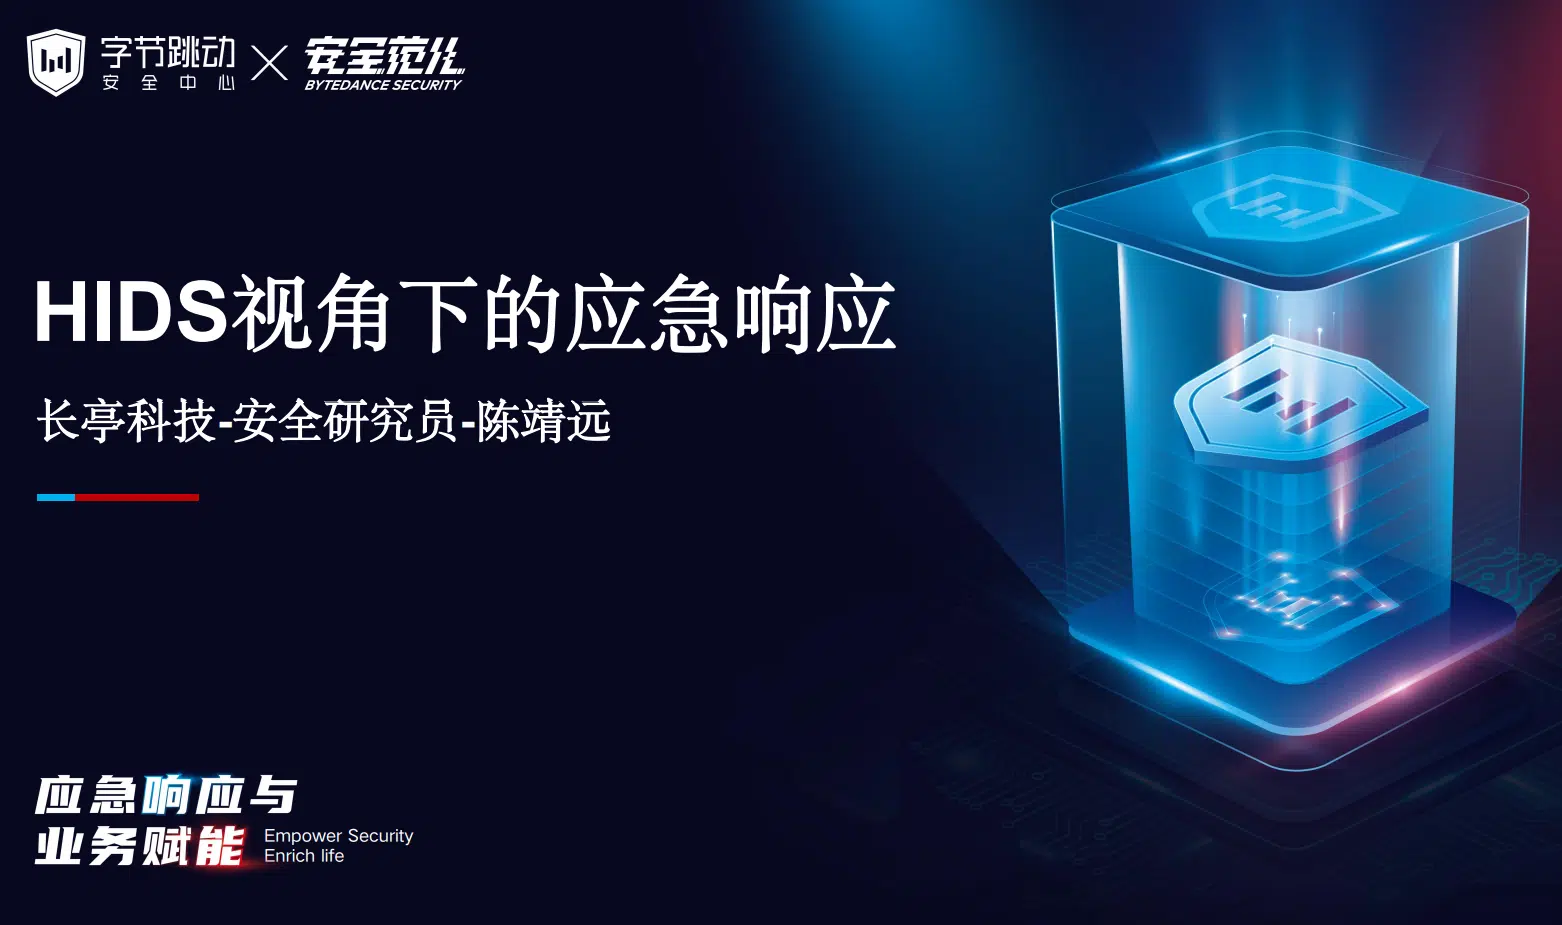 字节跳动
安全中心
安全范儿
BYTEDANCE SECURITY
HIDS视角下的应急响应
长亭科技-安全研究员-陈靖远
应急响应与
业务赋能
Empower Security
Enrich life